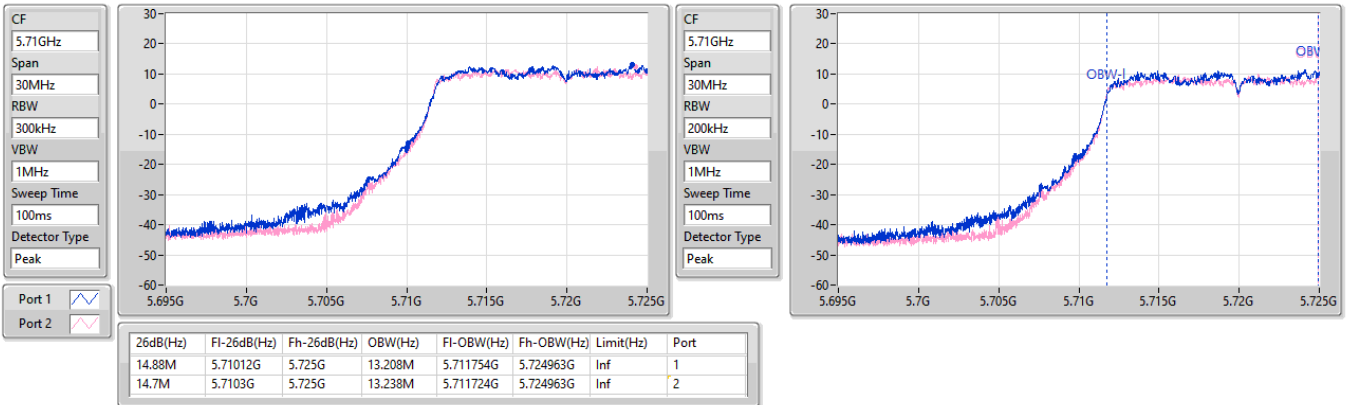 CF
5.71GHz
Span
30MHz
RBW
300kHz
VBW
1MHz
Sweep Time
100ms
Detector Type
Peak
Port 1
Port 2
30
20
10
0
-10
-20
-30
-40
-50
-60
5.695G 5.7G 5.705G 5.71G 5.715G 5.72G 5.725G
CF
5.71GHz
Span
30MHz
RBW
200kHz
VBW
1MHz
Sweep Time
100ms
Detector Type
Peak
30
20
10
0
-10
-20
-30
-40
-50
-60
OBW-l
OBW
5.695G 5.7G 5.705G 5.71G 5.715G 5.72G 5.725G
26dB(Hz) Fl-26dB(Hz) Fh-26dB(Hz) OBW(Hz) Fl-OBW(Hz) Fh-OBW(Hz) Limit(Hz) Port
14.88M 5.71012G 5.725G 13.208M 5.711754G 5.724963G Inf 1
14.7M 5.7103G 5.725G 13.238M 5.711724G 5.724963G Inf 2